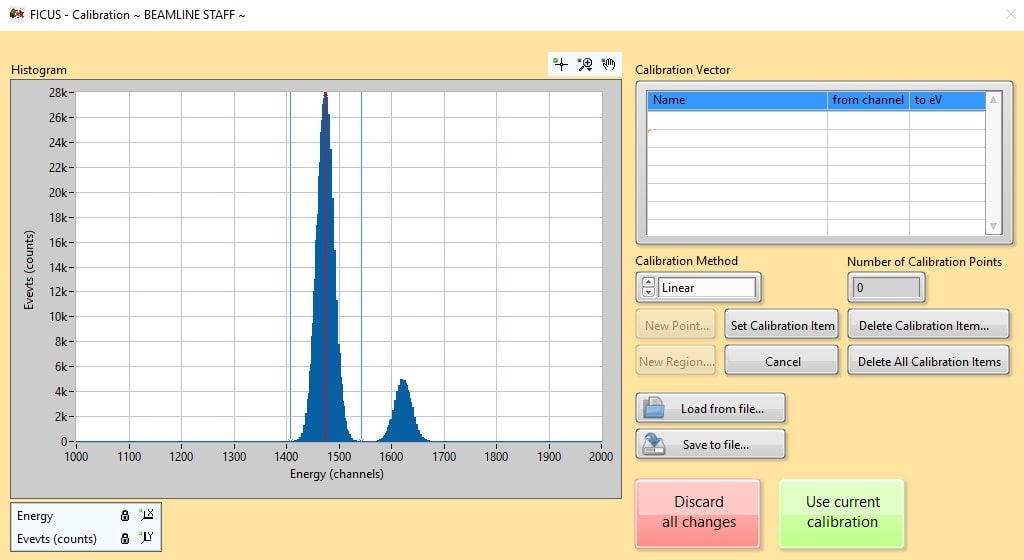 FICUS - Calibration ~ BEAMLINE STAFF ~
Histogram
28k
26k
24k
22k
20k
18k
16k
14k
12k
10k
8k
6k
4k
2k
0
Evevts (counts)
1000 1100 1200 1300 1400 1500 1600 1700 1800 1900 2000
Energy (channels)
Energy
Evevts (counts)
Calibration Vector
Name from channel to eV
Calibration Method
Number of Calibration Points
Linear
0
New Point... Set Calibration Item Delete Calibration Item...
New Region.... Cancel Delete All Calibration Items
Load from file...
Save to file...
Discard
all changes
Use current
calibration